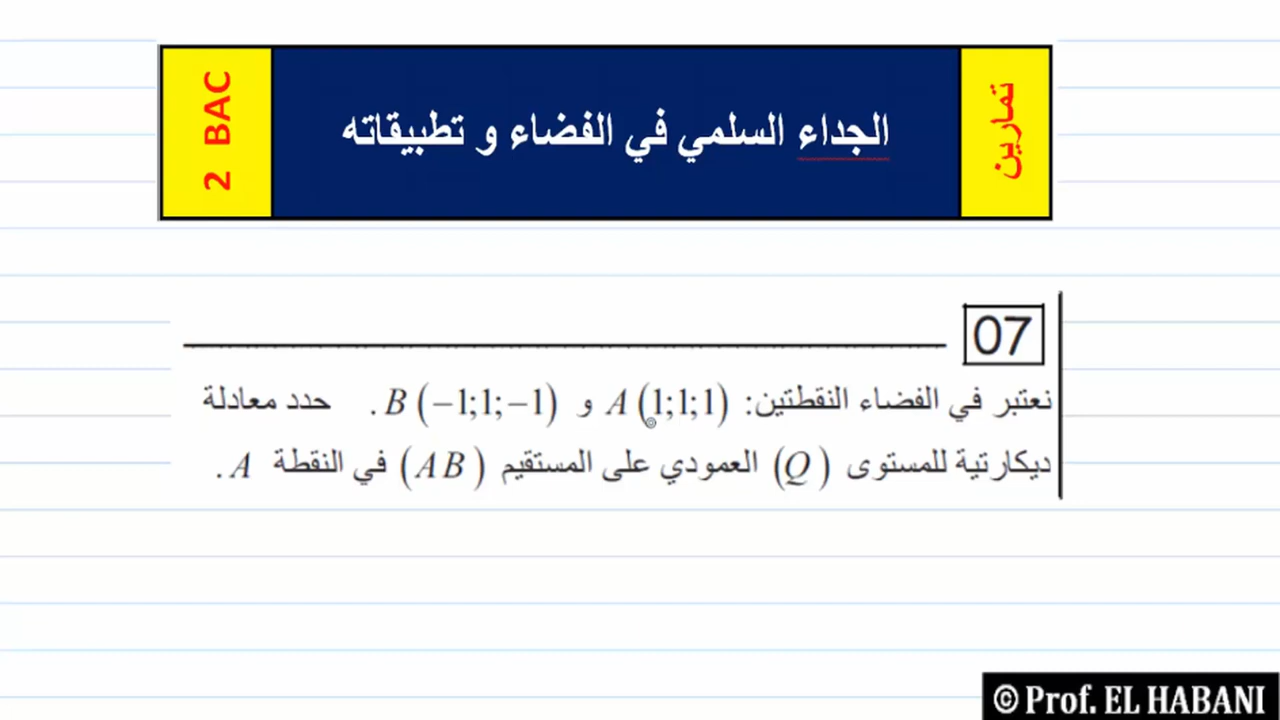 تمارين
الجداء السلمي في الفضاء و تطبيقاته
2 BAC
07
نعتبر في الفضاء النقطتين: A(1;1;1) و B(−1;1;−1) . حدد معادلة
ديكارتية للمستوى (Q) العمودي على المستقيم (AB) في النقطة A .
© Prof. EL HABANI